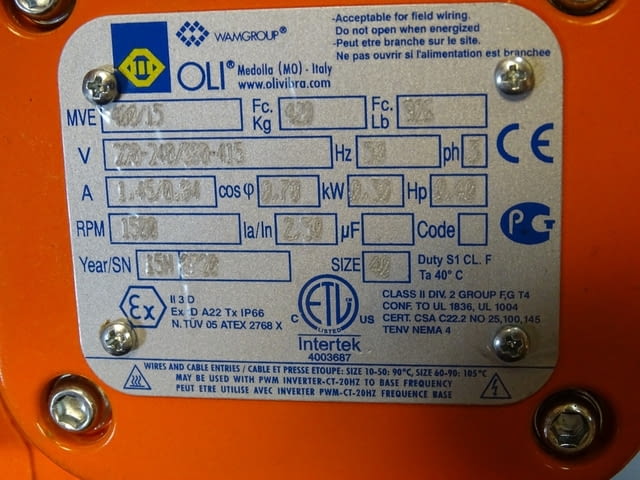 WAMGROUP®
OLI® Medolla (MO) - Italy
www.olivibra.com
-Acceptable for field wiring.
Do not open when energized
-Peut etre branche sur le site.
Ne pas ouvrir si l'alimentation est branchee
MVE 400/15 Fc. Kg 420 Fc. Lb 926
V 220-240/380-415 Hz 50 ph 3
A 1.45/0.84 cosφ 0.70 kW 0.30 Hp 0.40
RPM 1500 Ia/In 2.50 µF Code
Year/SN SIZE 40 Duty S1 CL. F
Ta 40° C
CE
Ex II 3 D
Ex tD A22 Tx IP66
N. TÜV 05 ATEX 2768 X
C ETL US
LISTED
Intertek
4003687
CLASS II DIV. 2 GROUP F,G T4
CONF. TO UL 1836, UL 1004
CERT. CSA C22.2 NO 25,100,145
TENV NEMA 4
WIRES AND CABLE ENTRIES / CABLE ET PRESSE ETOUPE: SIZE 10-50: 90°C, SIZE 60-90: 105°C
MAY BE USED WITH PWM INVERTER-CT-20HZ TO BASE FREQUENCY
PEUT ETRE UTILISE AVEC INVERTER PWM-CT-20HZ FREQUENCE BASE